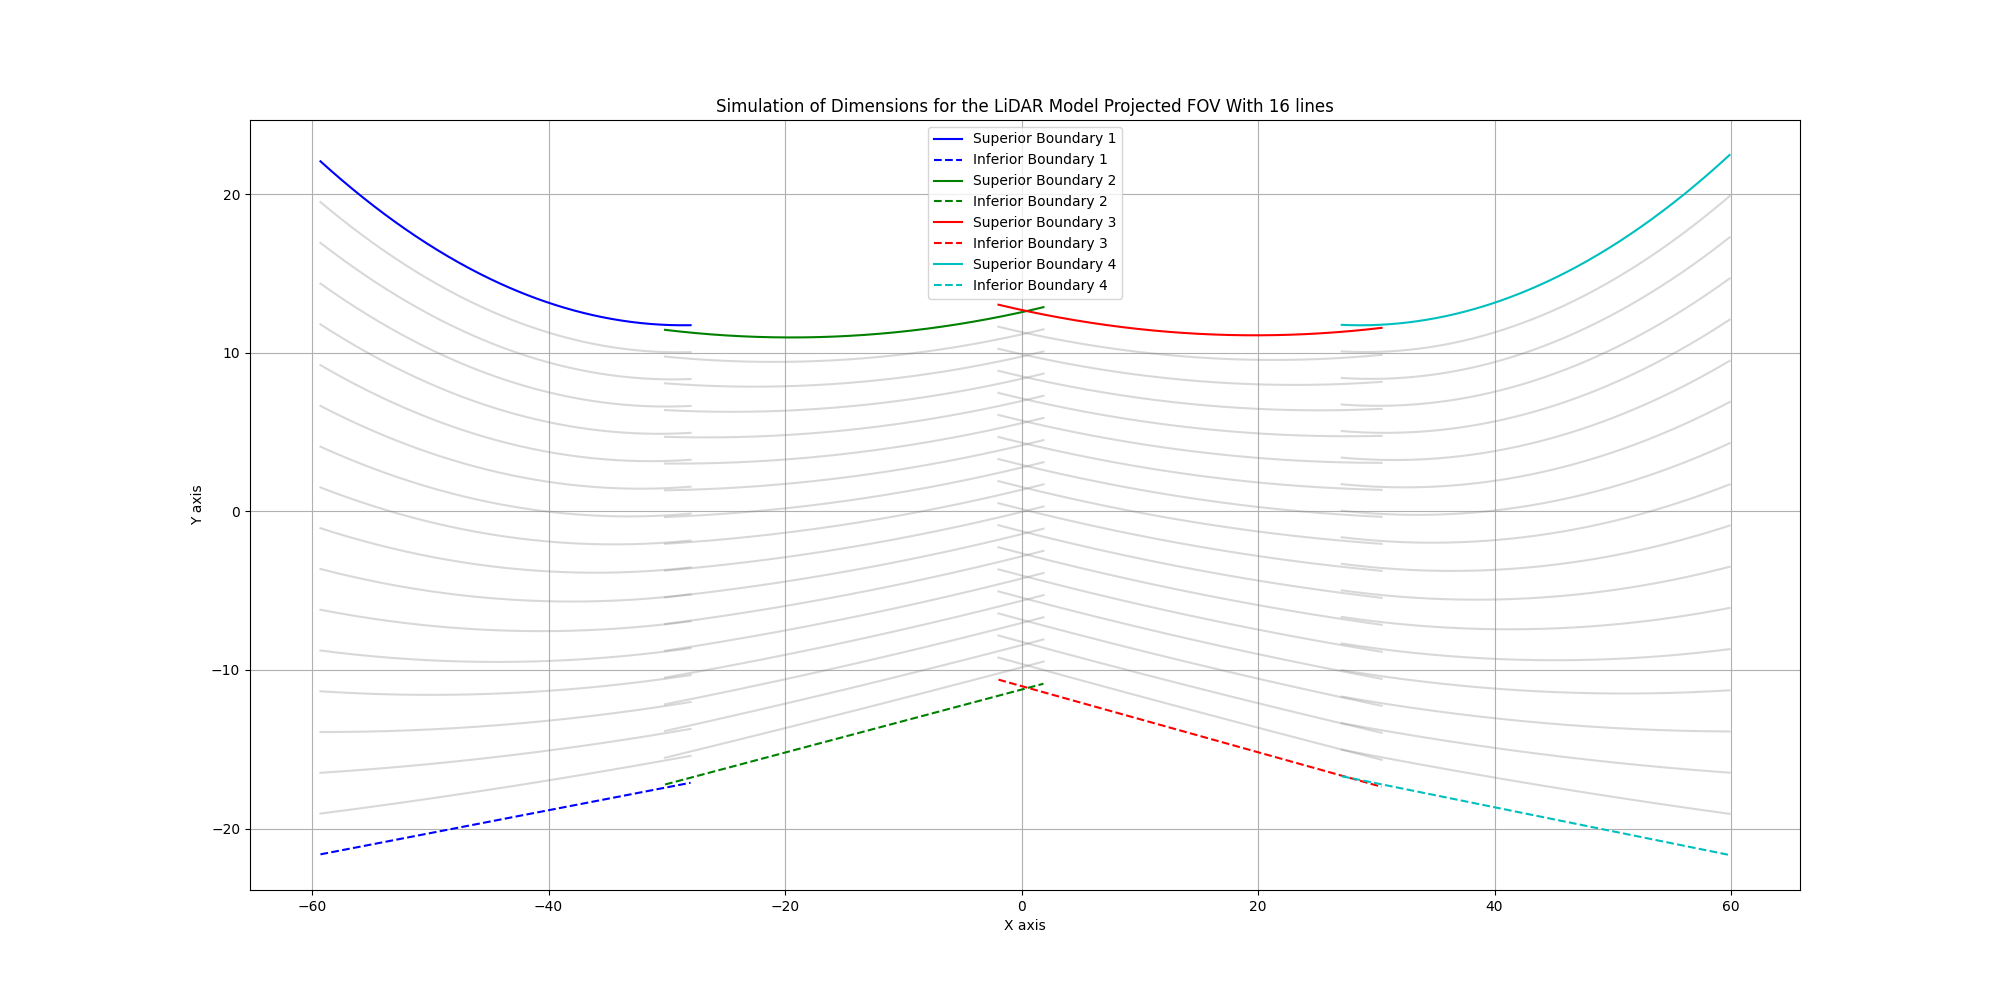 Simulation of Dimensions for the LiDAR Model Projected FOV With 16 lines
Superior Boundary 1
Inferior Boundary 1
Superior Boundary 2
Inferior Boundary 2
Superior Boundary 3
Inferior Boundary 3
Superior Boundary 4
Inferior Boundary 4
Y axis
20
10
0
−10
−20
−60
−40
−20
0
20
40
60
X axis